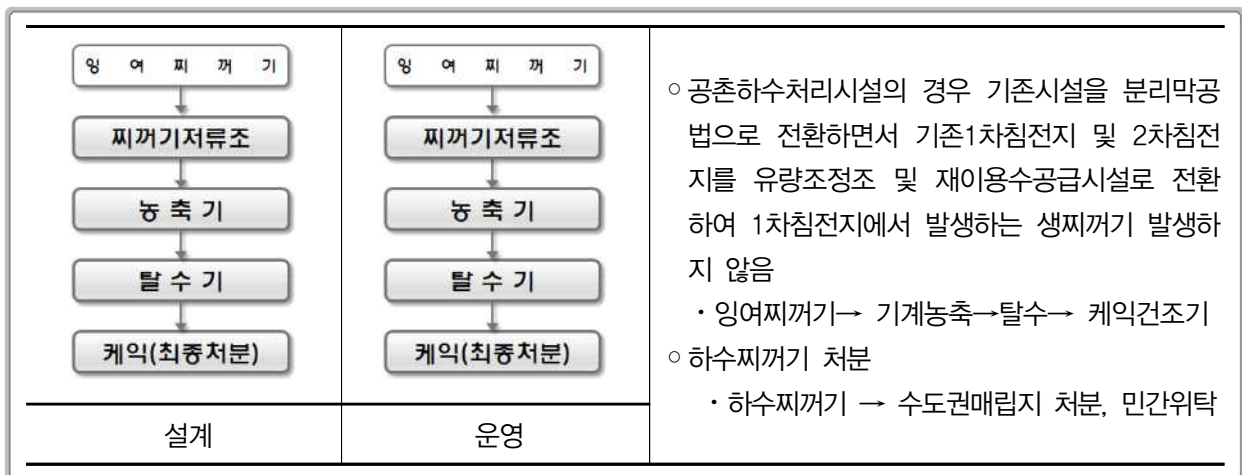 잉 여 찌 꺼 기
찌꺼기저류조
농 축 기
탈 수 기
케익(최종처분)
설계
잉 여 찌 꺼 기
찌꺼기저류조
농 축 기
탈 수 기
케익(최종처분)
운영
○ 공촌하수처리시설의 경우 기존시설을 분리막공
법으로 전환하면서 기존1차침전지 및 2차침전
지를 유량조정조 및 재이용수공급시설로 전환
하여 1차침전지에서 발생하는 생찌꺼기 발생하
지 않음
・잉여찌꺼기→ 기계농축→탈수→ 케익건조기
○ 하수찌꺼기 처분
・하수찌꺼기 → 수도권매립지 처분, 민간위탁